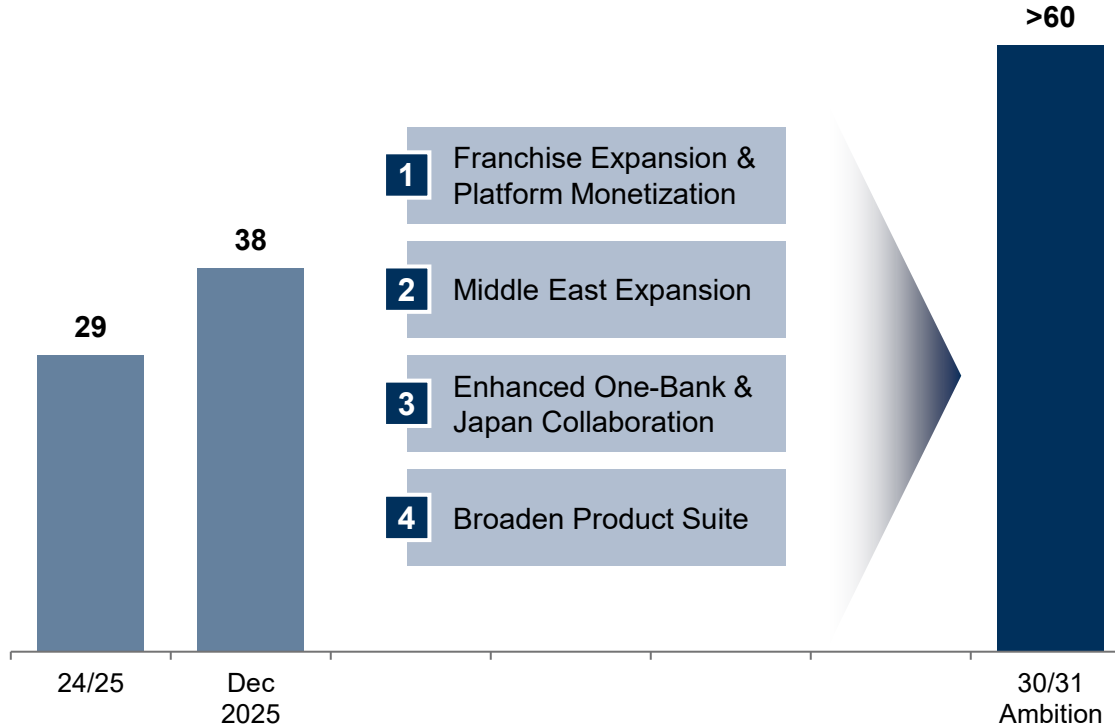 >60
38
29
1
Franchise Expansion &
Platform Monetization
2
Middle East Expansion
3
Enhanced One-Bank &
Japan Collaboration
4
Broaden Product Suite
24/25
Dec
2025
30/31
Ambition